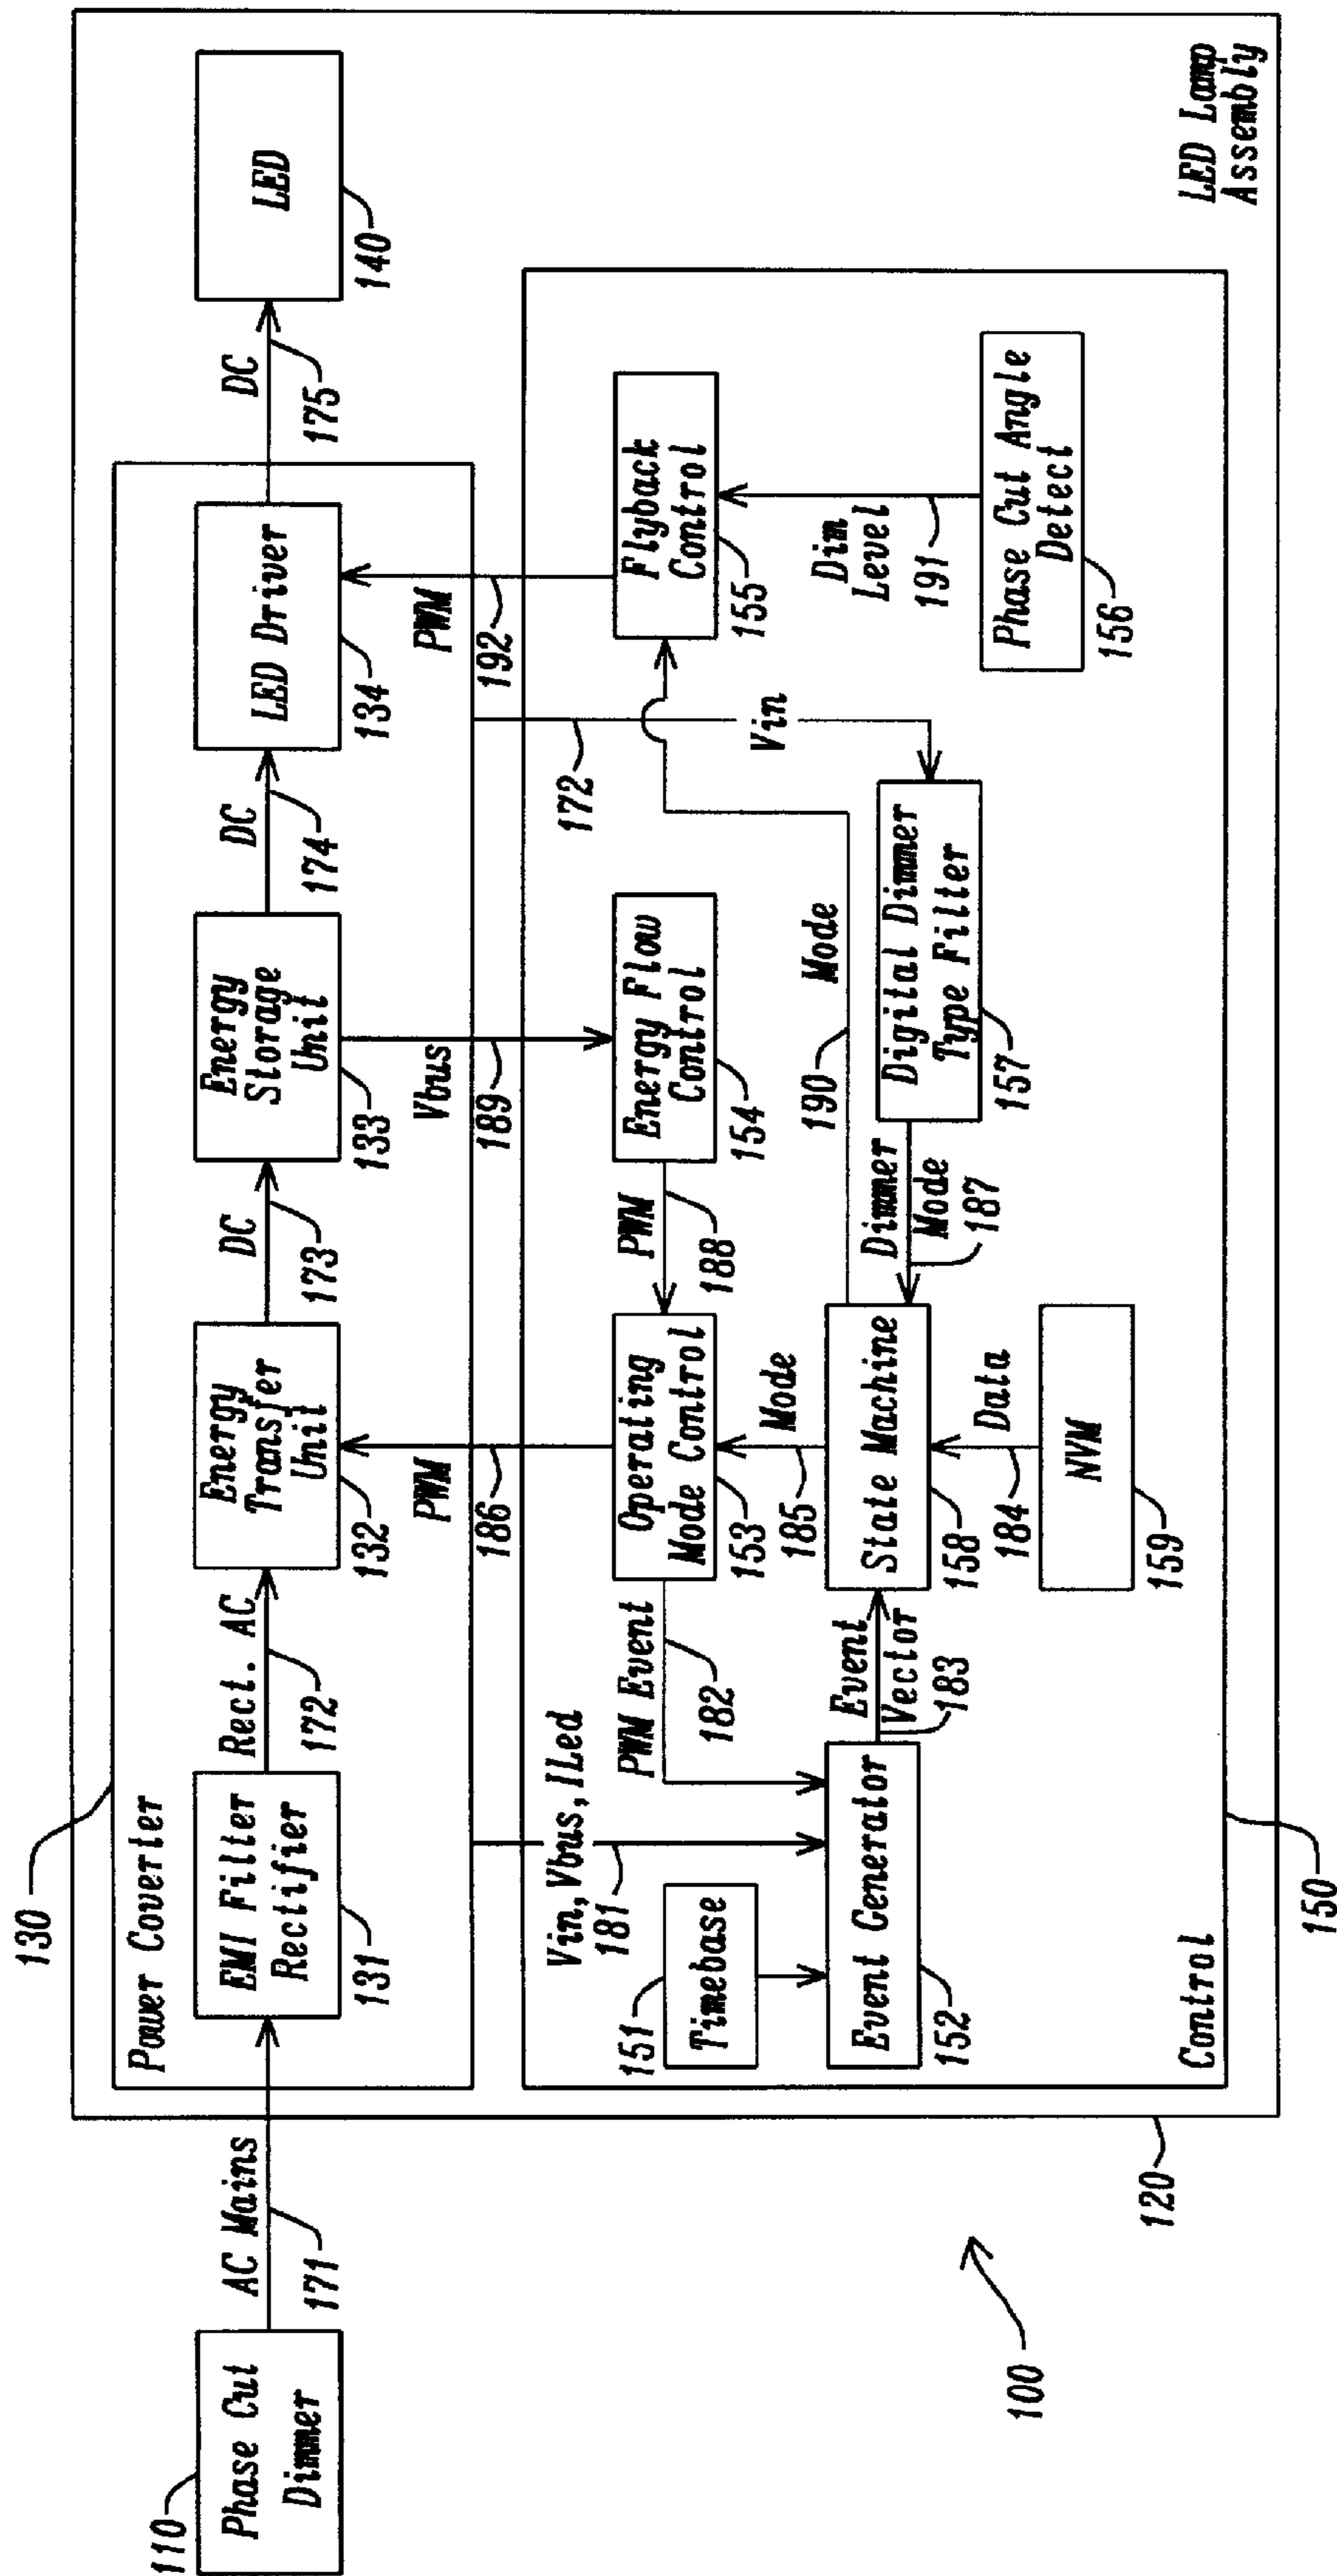 110
Phase Cut
Dimmer
AC Mains
171
130
Power Coverter
EMI Filter
Rectifier
131
Rect. AC
172
Energy
Transfer
Unit
132
DC
173
Energy
Storage
Unit
133
DC
174
LED Driver
134
DC
175
LED
140
Vin, Vbus, ILed
181
PWM
186
Vbus
189
PWM
192
172
Vin
151
Timebase
PWM Event
182
Operating
Mode Control
153
PWM
188
Energy Flow
Control
154
Flyback
Control
155
Event Generator
152
Event
Vector
183
Mode
185
State Machine
158
Dimmer
Mode
187
Mode
190
Digital Dimmer
Type Filter
157
Dim
Level
191
Phase Cut Angle
Detect
156
Data
184
NVM
159
Control
150
LED Lamp
Assembly
120
100